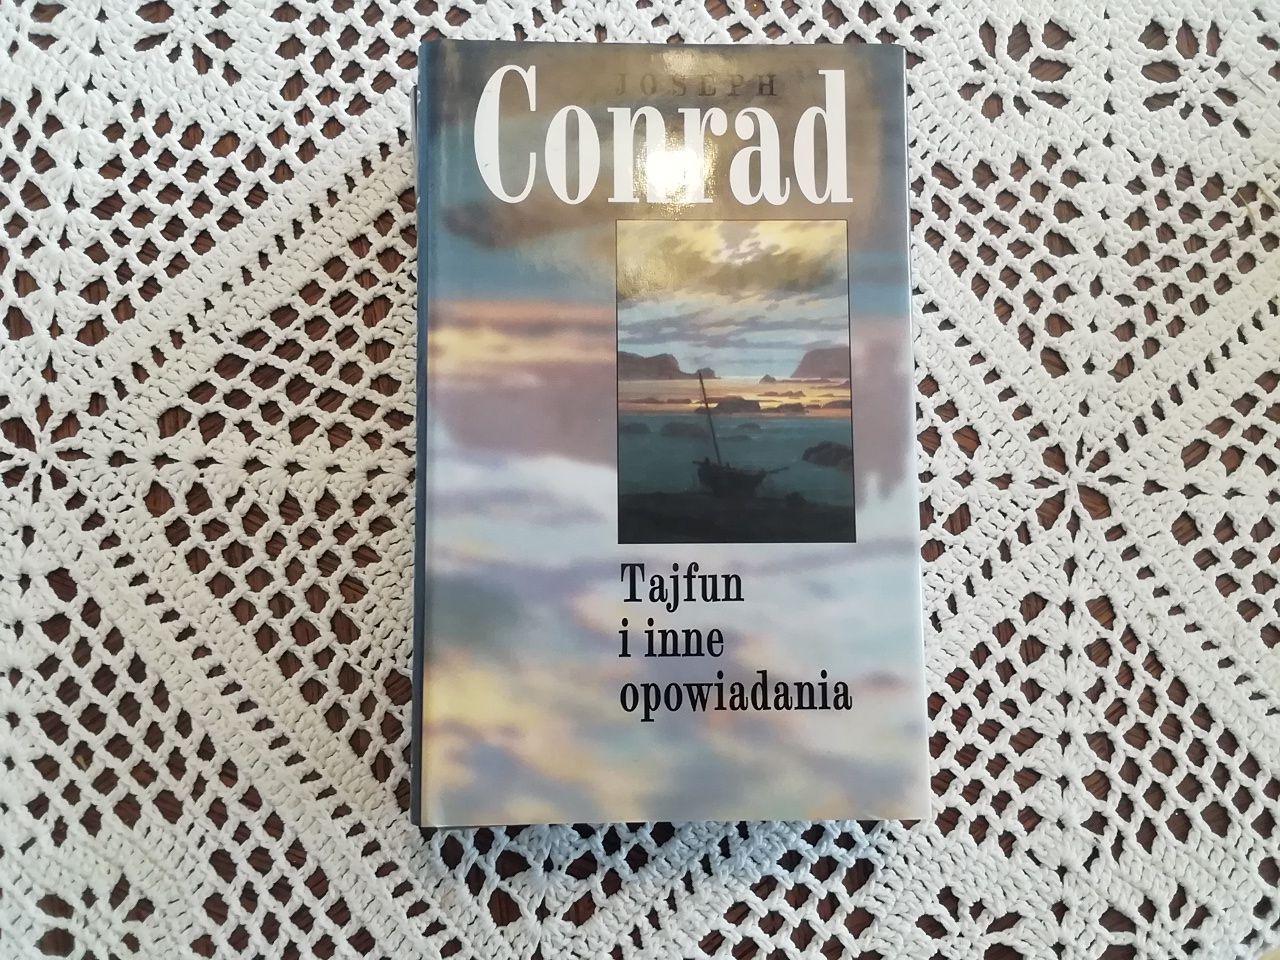 JOSEPH
Conrad
Tajfun
i inne
opowiadania